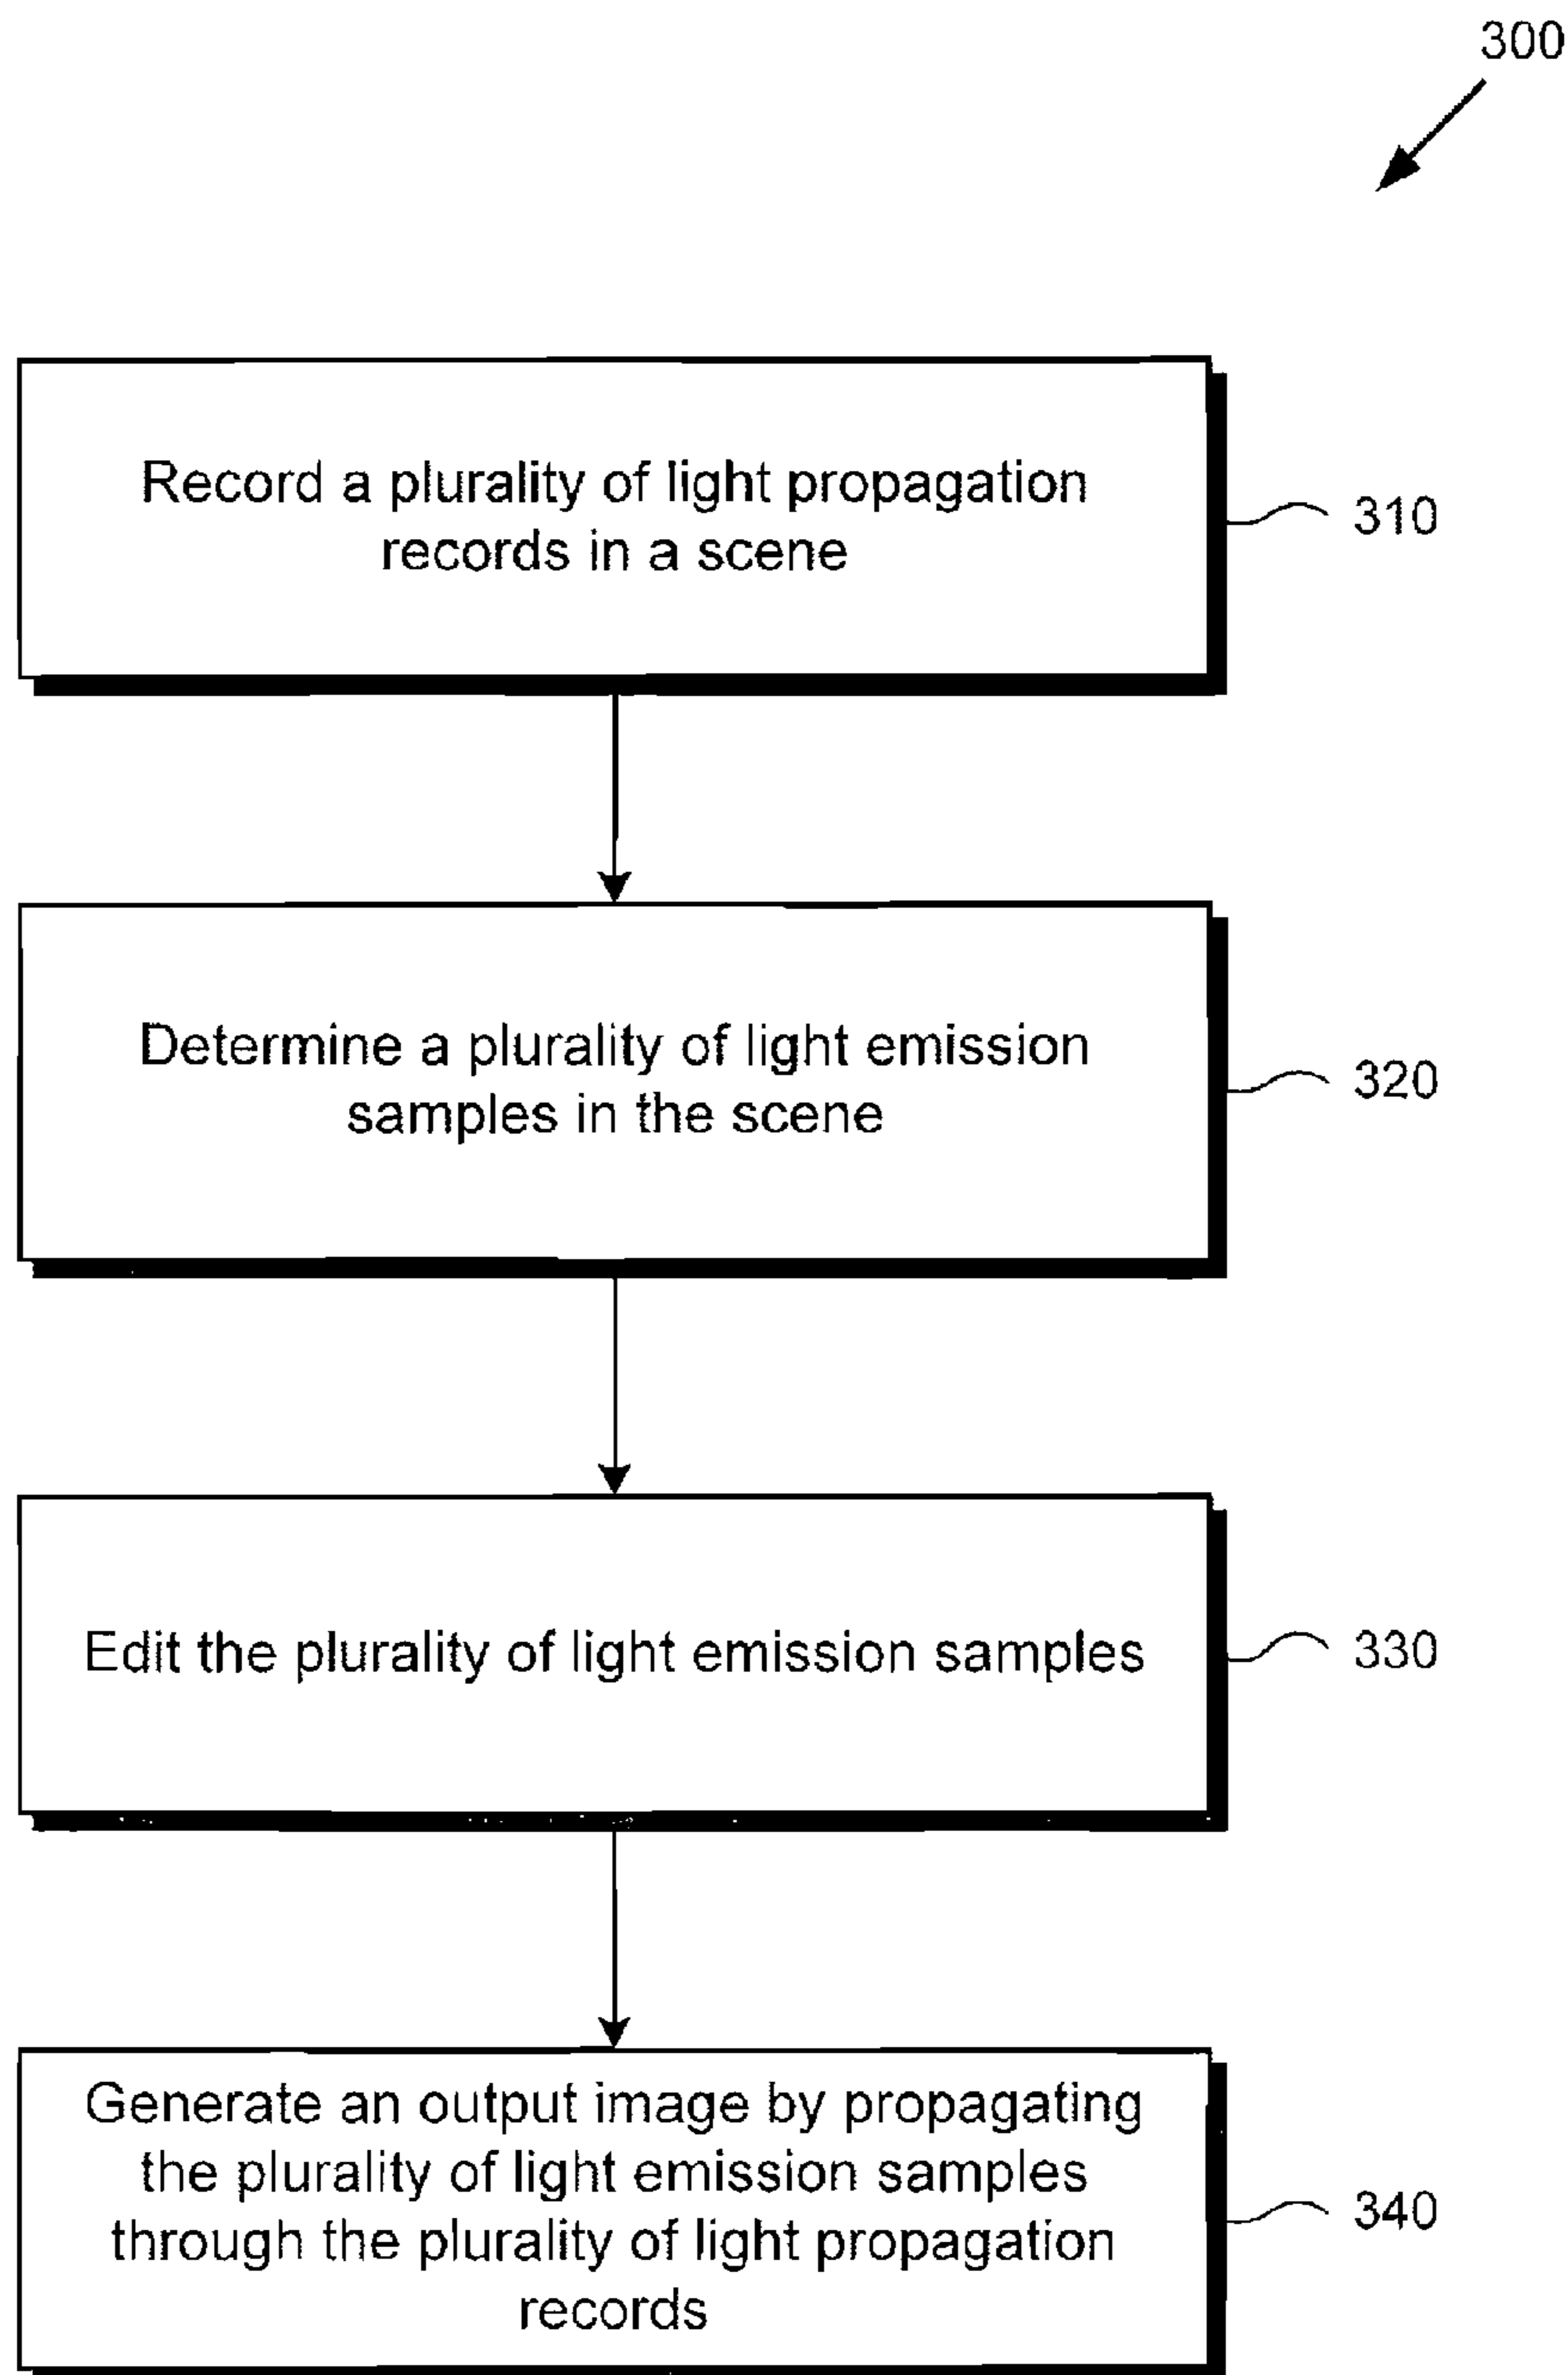 300
Record a plurality of light propagation
records in a scene
310
Determine a plurality of light emission
samples in the scene
320
Edit the plurality of light emission samples
330
Generate an output image by propagating
the plurality of light emission samples
through the plurality of light propagation
records
340